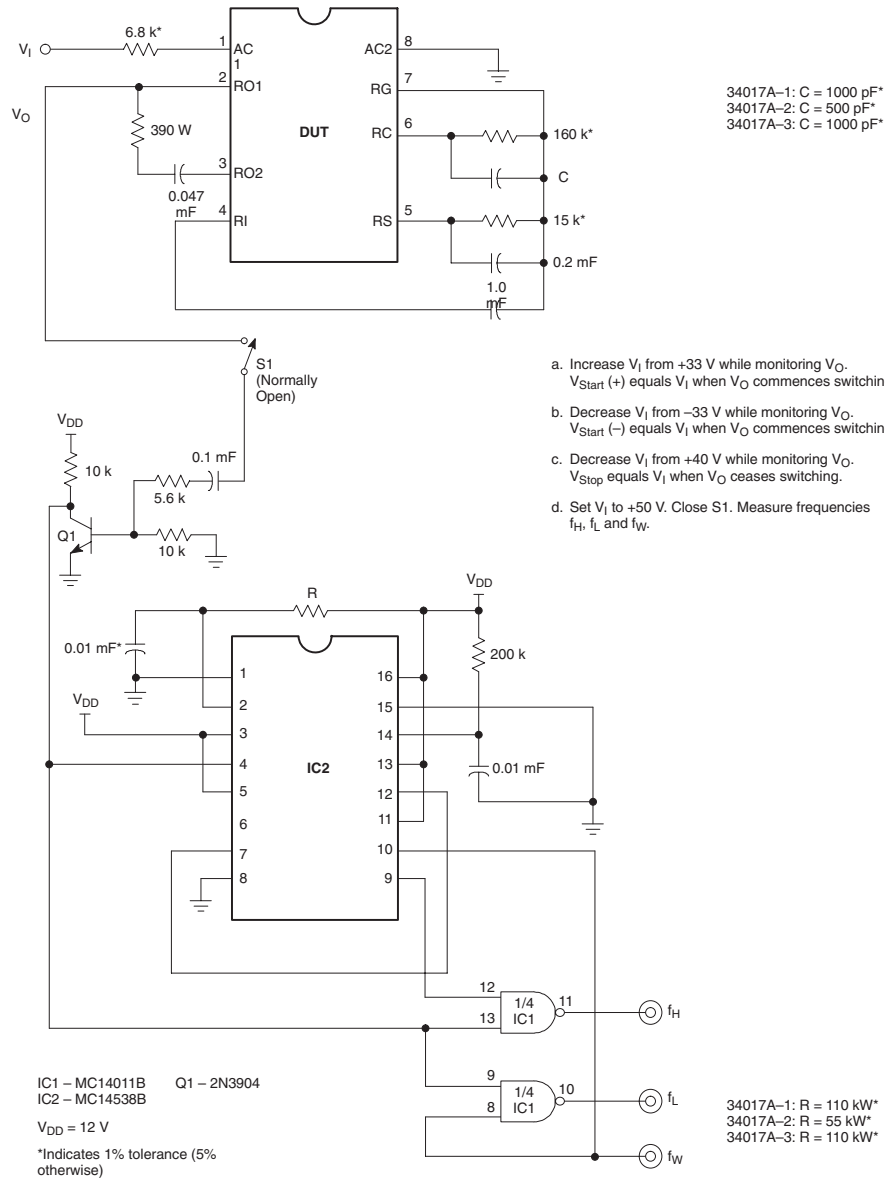 6.8 k*
V_I
1
AC
1
2
RO1
V_O
390 W
3
RO2
0.047
mF
4
RI
DUT
AC2
8
RG
7
RC
6
160 k*
C
RS
5
15 k*
0.2 mF
1.0
mF
34017A–1: C = 1000 pF*
34017A–2: C = 500 pF*
34017A–3: C = 1000 pF*
S1
(Normally
Open)
a. Increase V_I from +33 V while monitoring V_O.
V_Start (+) equals V_I when V_O commences switchin
b. Decrease V_I from –33 V while monitoring V_O.
V_Start (–) equals V_I when V_O commences switchin
c. Decrease V_I from +40 V while monitoring V_O.
V_Stop equals V_I when V_O ceases switching.
d. Set V_I to +50 V. Close S1. Measure frequencies
f_H, f_L and f_W.
V_DD
10 k
0.1 mF
5.6 k
Q1
10 k
R
V_DD
0.01 mF*
200 k
V_DD
1
2
3
4
5
6
7
8
IC2
16
15
14
13
12
11
10
9
0.01 mF
12
13
1/4
IC1
11
f_H
9
8
1/4
IC1
10
f_L
f_W
IC1 – MC14011B Q1 – 2N3904
IC2 – MC14538B
V_DD = 12 V
*Indicates 1% tolerance (5%
otherwise)
34017A–1: R = 110 kW*
34017A–2: R = 55 kW*
34017A–3: R = 110 kW*